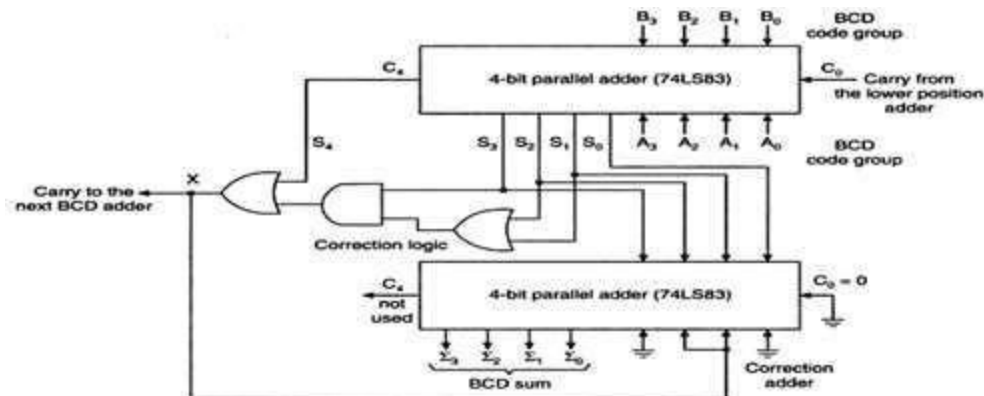 B₃ B₂ B₁ B₀ BCD
code group
C₄ 4-bit parallel adder (74LS83) C₀ Carry from
the lower position
adder
S₄ S₃ S₂ S₁ S₀ A₃ A₂ A₁ A₀ BCD
code group
X
Carry to the
next BCD adder
Correction logic
C₄ 4-bit parallel adder (74LS83) C₀ = 0
not
used
Σ₃ Σ₂ Σ₁ Σ₀
BCD sum
Correction
adder